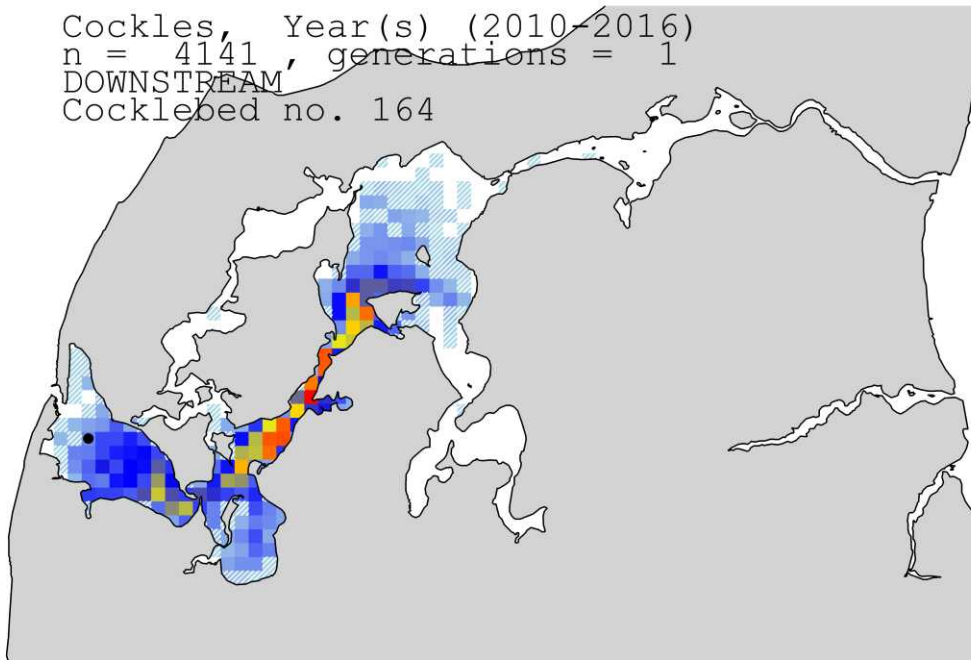 Cockles, Year(s) (2010-2016)
n = 4141 , generations = 1
DOWNSTREAM
Cocklebed no. 164